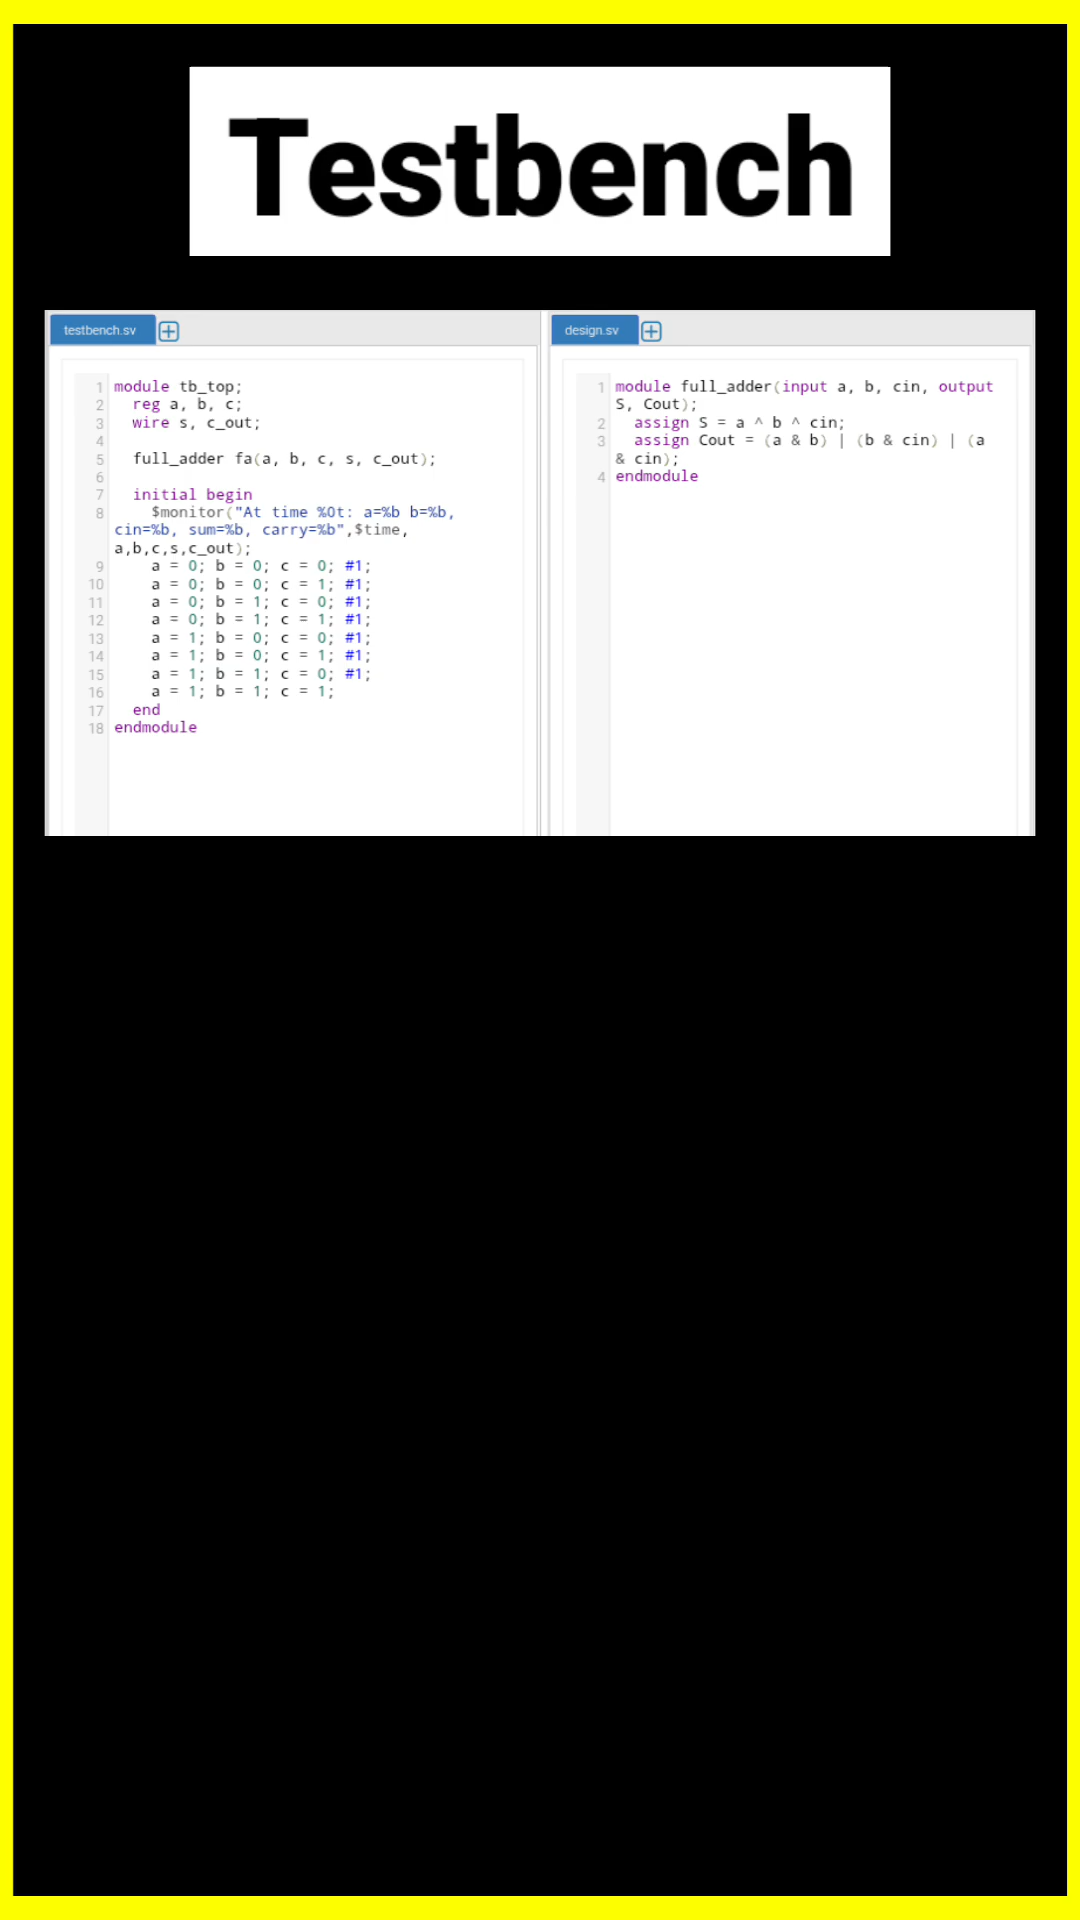 Testbench
testbench.sv
1 module tb_top;
2 reg a, b, c;
3 wire s, c_out;
4
5 full_adder fa(a, b, c, s, c_out);
6
7 initial begin
8 $monitor("At time %0t: a=%b b=%b,
cin=%b, sum=%b, carry=%b",$time,
a,b,c,s,c_out);
9 a = 0; b = 0; c = 0; #1;
10 a = 0; b = 0; c = 1; #1;
11 a = 0; b = 1; c = 0; #1;
12 a = 0; b = 1; c = 1; #1;
13 a = 1; b = 0; c = 0; #1;
14 a = 1; b = 0; c = 1; #1;
15 a = 1; b = 1; c = 0; #1;
16 a = 1; b = 1; c = 1;
17 end
18 endmodule
design.sv
1 module full_adder(input a, b, cin, output
S, Cout);
2 assign S = a ^ b ^ cin;
3 assign Cout = (a & b) | (b & cin) | (a
& cin);
4 endmodule